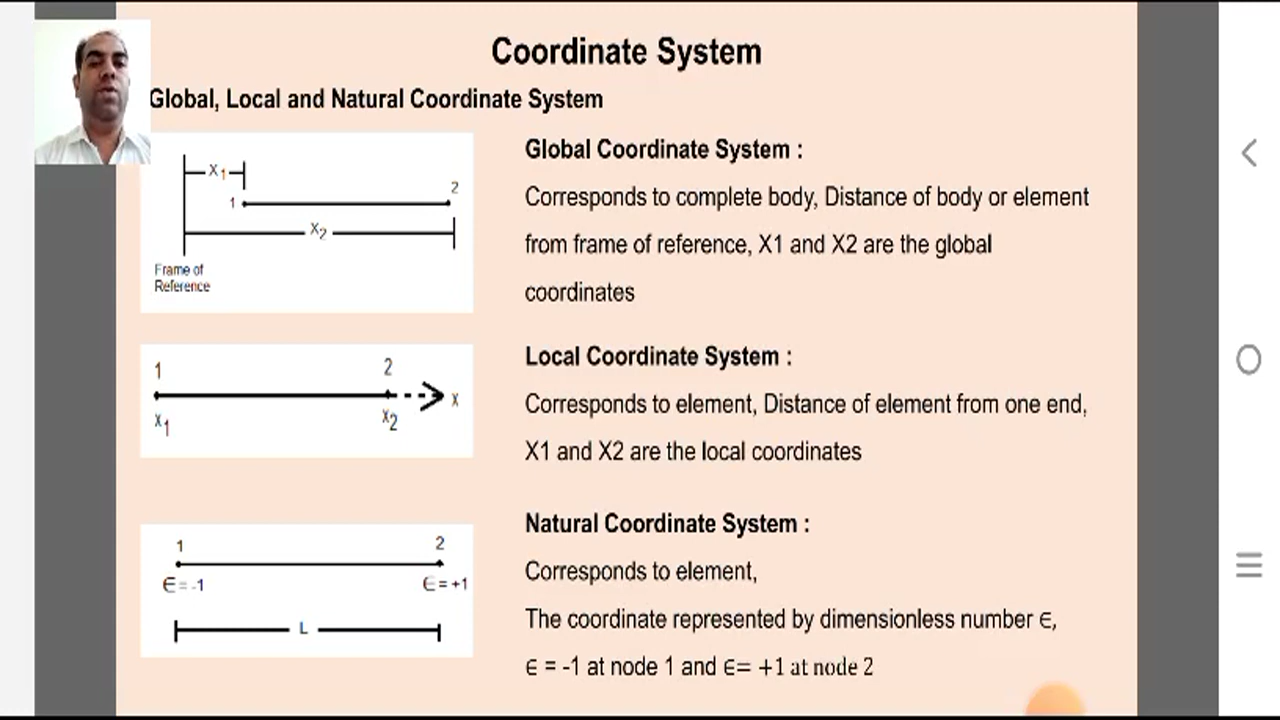 Coordinate System
Global, Local and Natural Coordinate System
X1
1
2
X2
Frame of
Reference
Global Coordinate System :
Corresponds to complete body, Distance of body or element
from frame of reference, X1 and X2 are the global
coordinates
1
2
x
x1
x2
Local Coordinate System :
Corresponds to element, Distance of element from one end,
X1 and X2 are the local coordinates
1
2
∈ = -1
∈ = +1
L
Natural Coordinate System :
Corresponds to element,
The coordinate represented by dimensionless number ∈,
∈ = -1 at node 1 and ∈= +1 at node 2